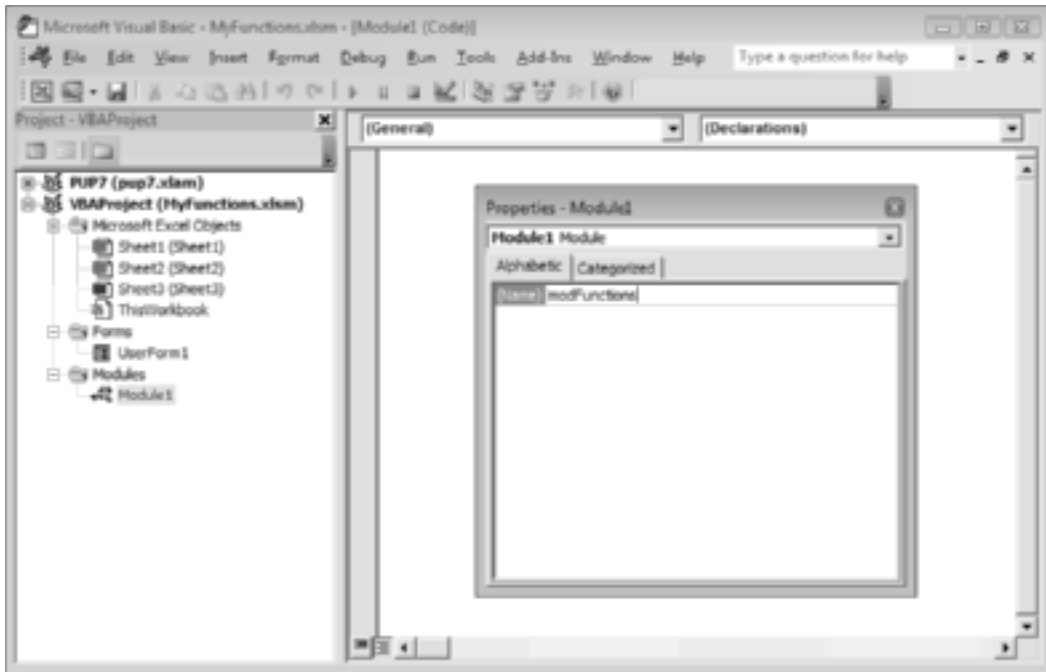 Microsoft Visual Basic - MyFunctions.xlsm - [Module1 (Code)]
File Edit View Insert Format Debug Run Tools Add-Ins Window Help Type a question for help
Project - VBAProject
(General) (Declarations)
PUP7 (pup7.xlam)
VBAProject (MyFunctions.xlsm)
Microsoft Excel Objects
Sheet1 (Sheet1)
Sheet2 (Sheet2)
Sheet3 (Sheet3)
ThisWorkbook
Forms
UserForm1
Modules
Module1
Properties - Module1
Module1 Module
Alphabetic Categorized
(Name) modFunctions